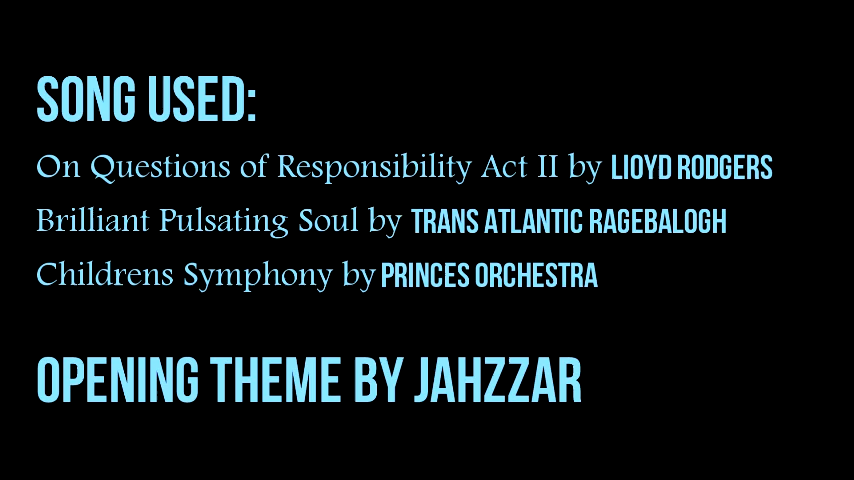 SONG USED:
On Questions of Responsibility Act II by LIOYD RODGERS
Brilliant Pulsating Soul by TRANS ATLANTIC RAGEBALOGH
Childrens Symphony by PRINCES ORCHESTRA
OPENING THEME BY JAHZZAR